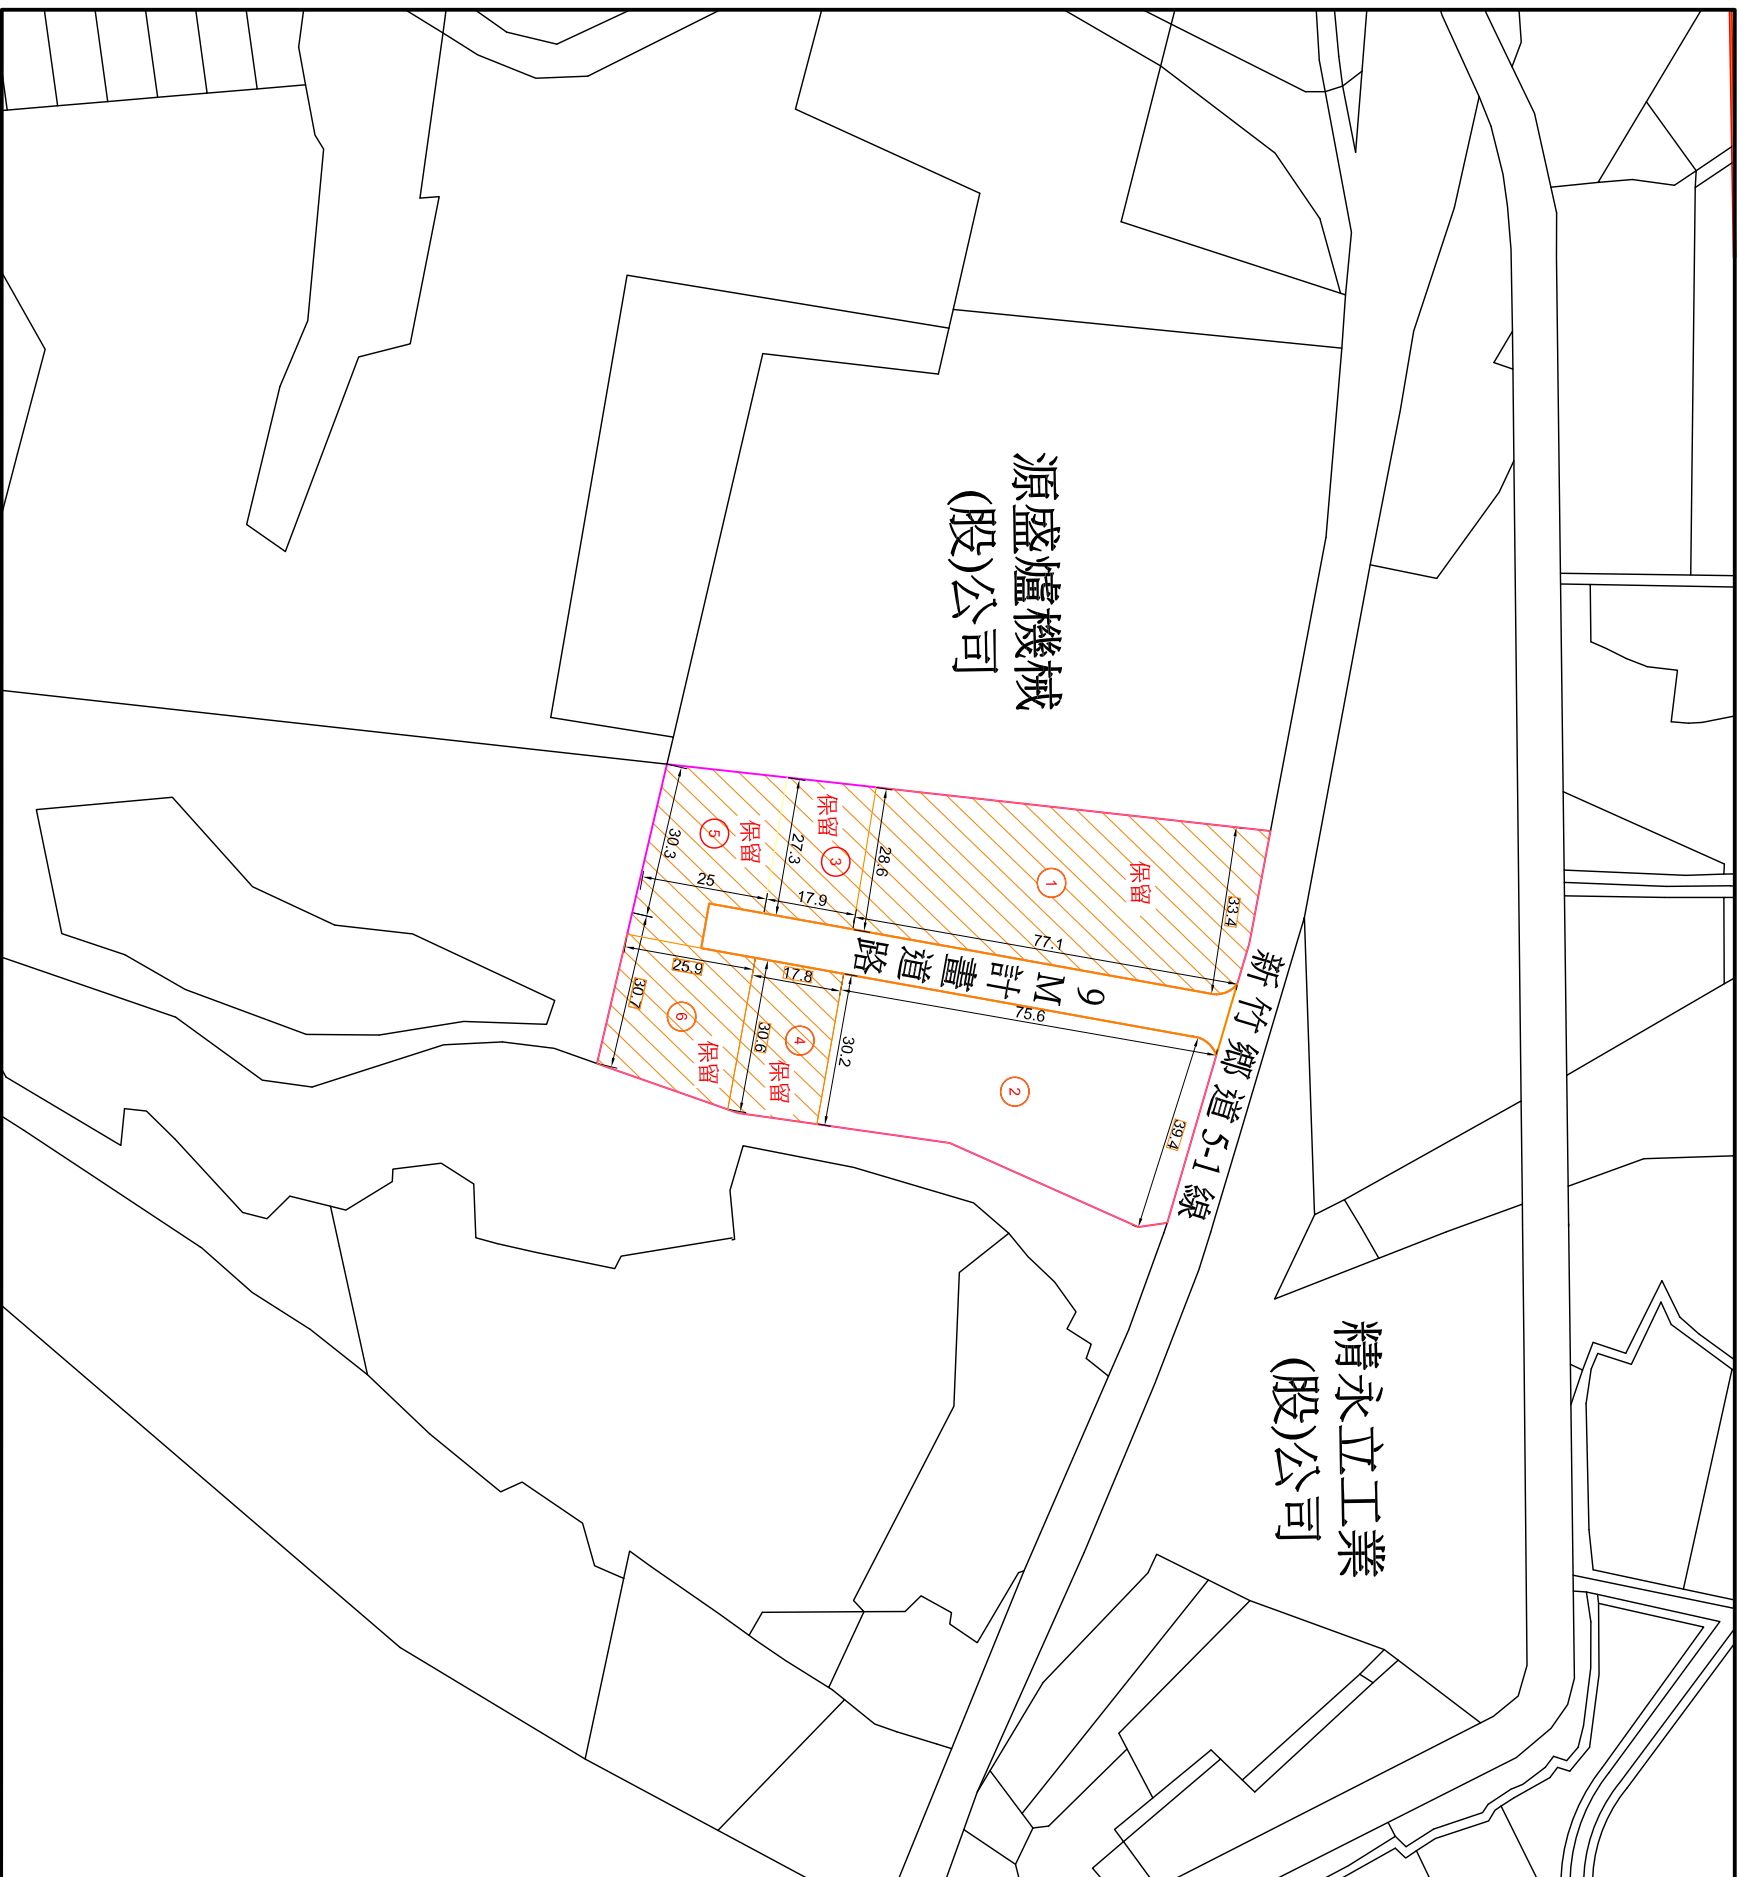 源盛爐機械
(股)公司
精永立工業
(股)公司
新竹鄉道5-1線
9 M 計畫道路
保留
1
33.4
77.1
28.6
保留
3
27.3
17.9
保留
5
30.3
25
2
39.4
75.6
30.2
保留
4
17.8
30.6
保留
6
25.9
30.7